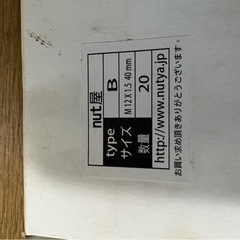 nut屋
type B
サイズ M12X1.5 40mm
数量 20
http://www.nutya.jp
お買い求め頂きありがとうございます。